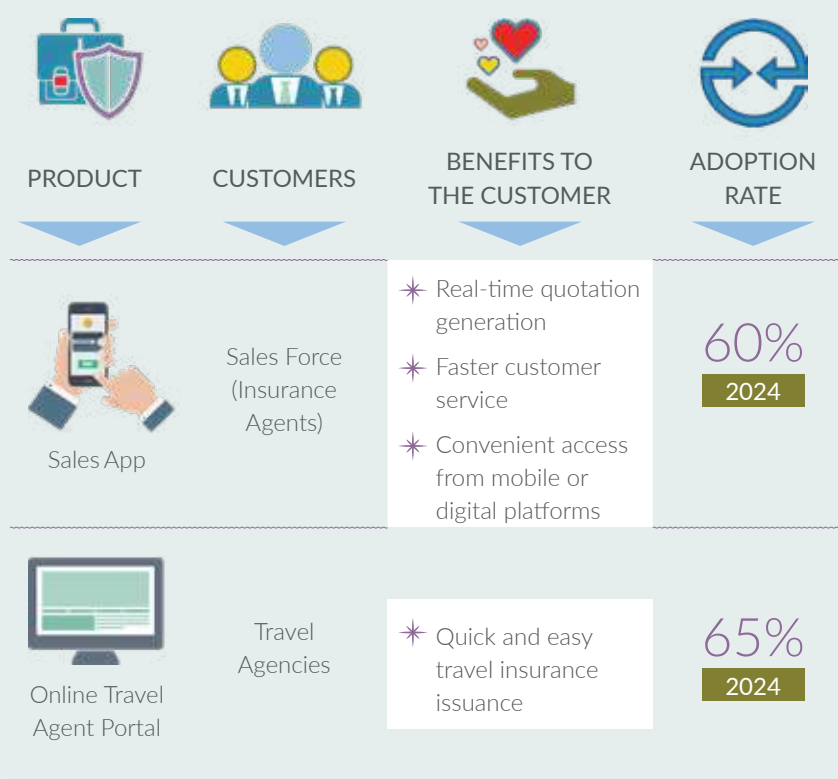 PRODUCT
CUSTOMERS
BENEFITS TO
THE CUSTOMER
ADOPTION
RATE
Sales App
Sales Force
(Insurance
Agents)
Real-time quotation
generation
Faster customer
service
Convenient access
from mobile or
digital platforms
60%
2024
Online Travel
Agent Portal
Travel
Agencies
Quick and easy
travel insurance
issuance
65%
2024